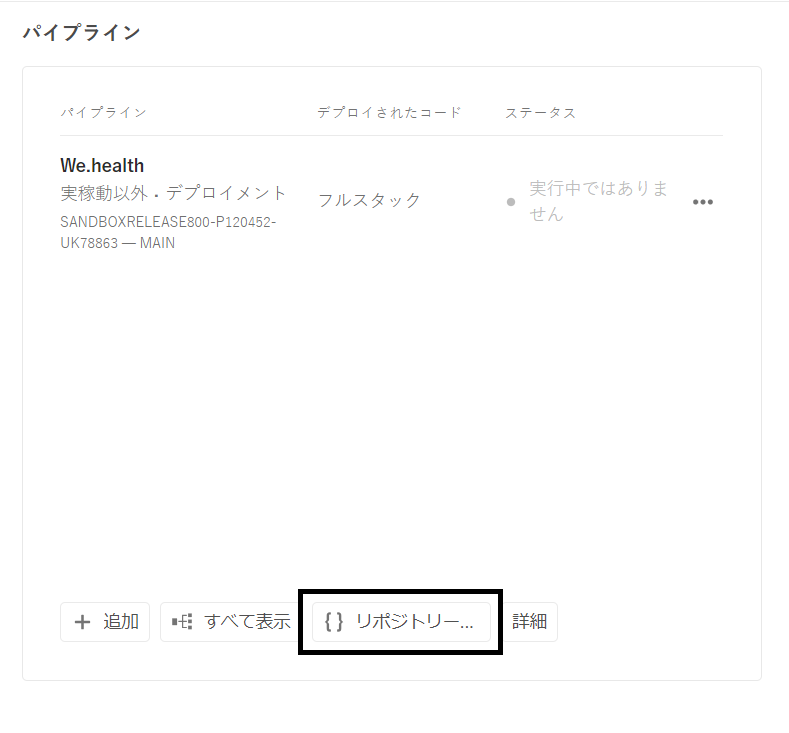 パイプライン
パイプライン
デプロイされたコード
ステータス
We.health
実稼動以外・デプロイメント
SANDBOXRELEASE800-P120452-
UK78863 — MAIN
フルスタック
実行中ではありま
せん
追加
すべて表示
{} リポジトリー...
詳細